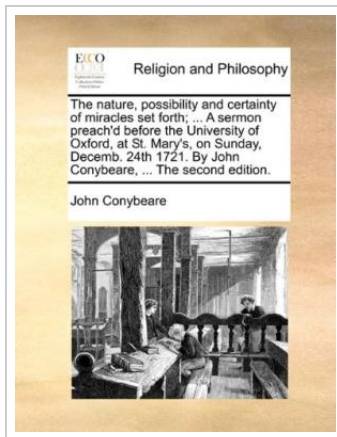 ECCO
Religion and Philosophy
The nature, possibility and certainty
of miracles set forth; ... A sermon
preach'd before the University of
Oxford, at St. Mary's, on Sunday,
Decemb. 24th 1721. By John
Conybeare, ... The second edition.
John Conybeare